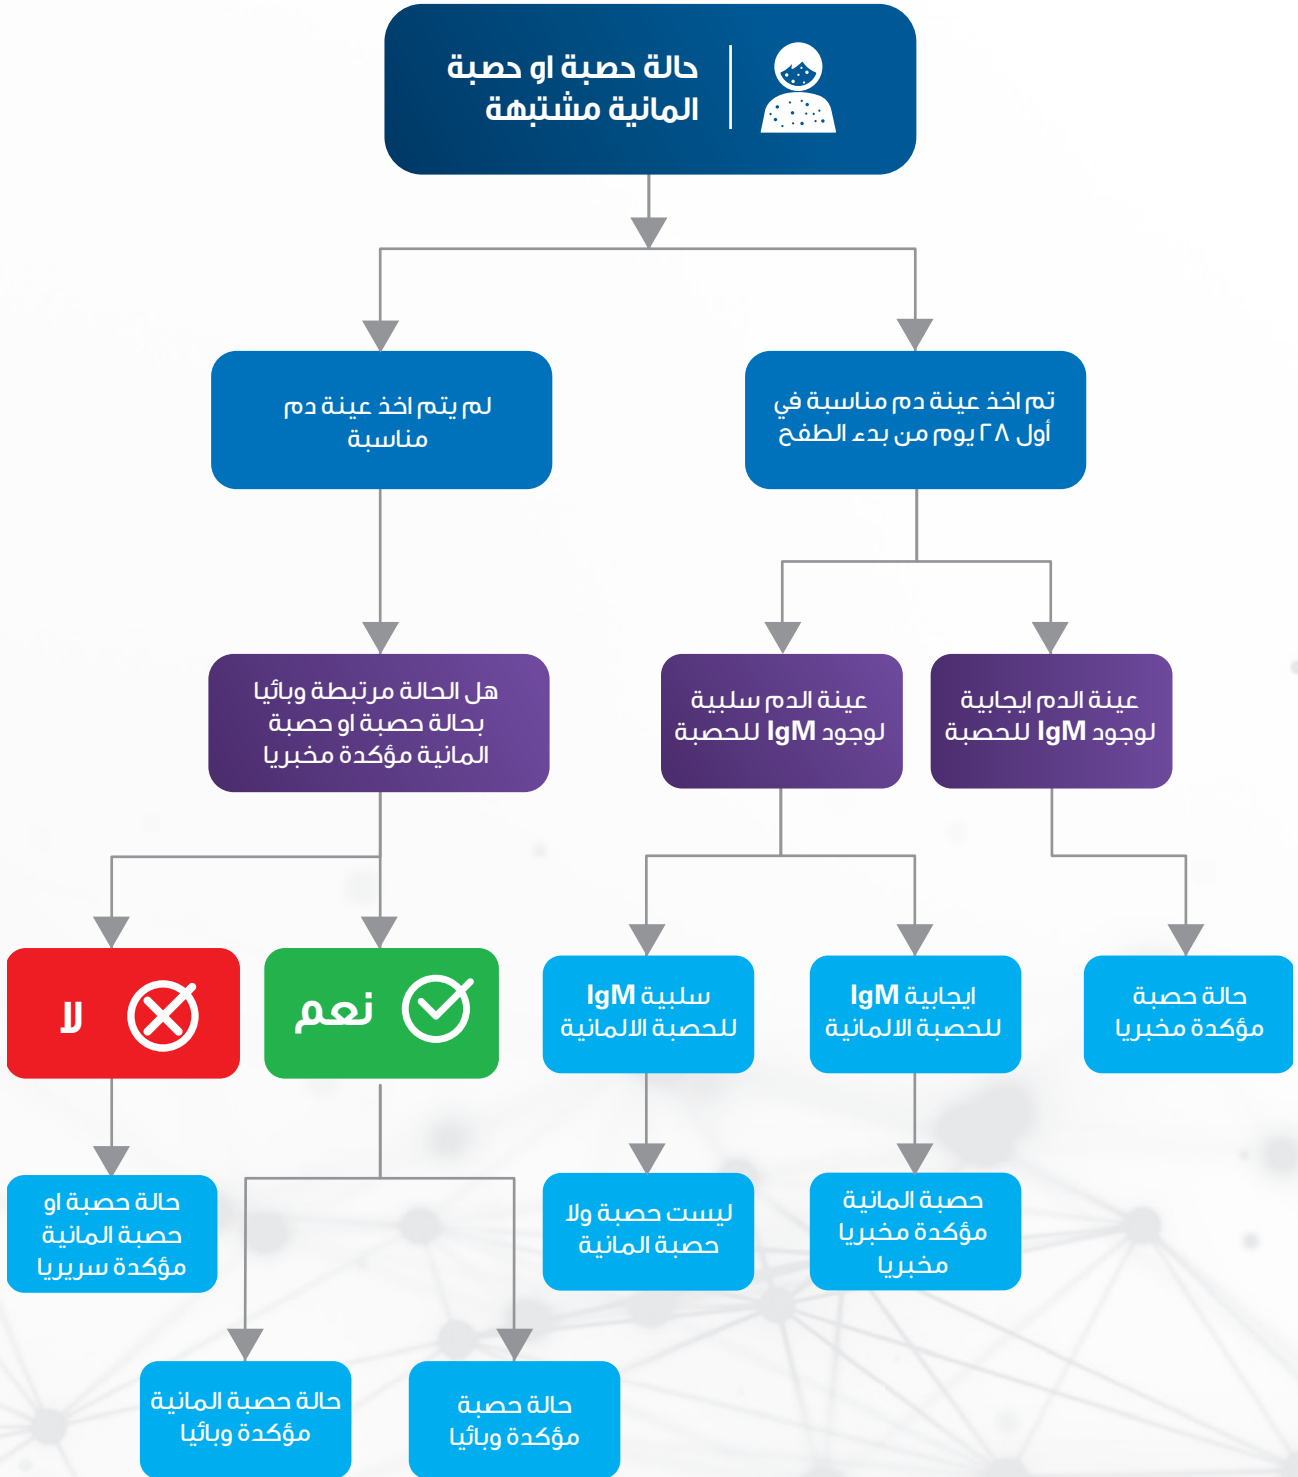 حالة حصبة او حصبة
المانية مشتبهة
تم اخذ عينة دم مناسبة في
أول ٢٨ يوم من بدء الطفح
لم يتم اخذ عينة دم
مناسبة
عينة الدم ايجابية
لوجود IgM للحصبة
عينة الدم سلبية
لوجود IgM للحصبة
هل الحالة مرتبطة وبائيا
بحالة حصبة او حصبة
المانية مؤكدة مخبريا
حالة حصبة
مؤكدة مخبريا
ايجابية IgM
للحصبة الالمانية
سلبية IgM
للحصبة الالمانية
نعم
لا
حصبة المانية
مؤكدة مخبريا
مخبريا
ليست حصبة ولا
حصبة المانية
حالة حصبة او
حصبة المانية
مؤكدة سريريا
حالة حصبة
مؤكدة وبائيا
حالة حصبة المانية
مؤكدة وبائيا